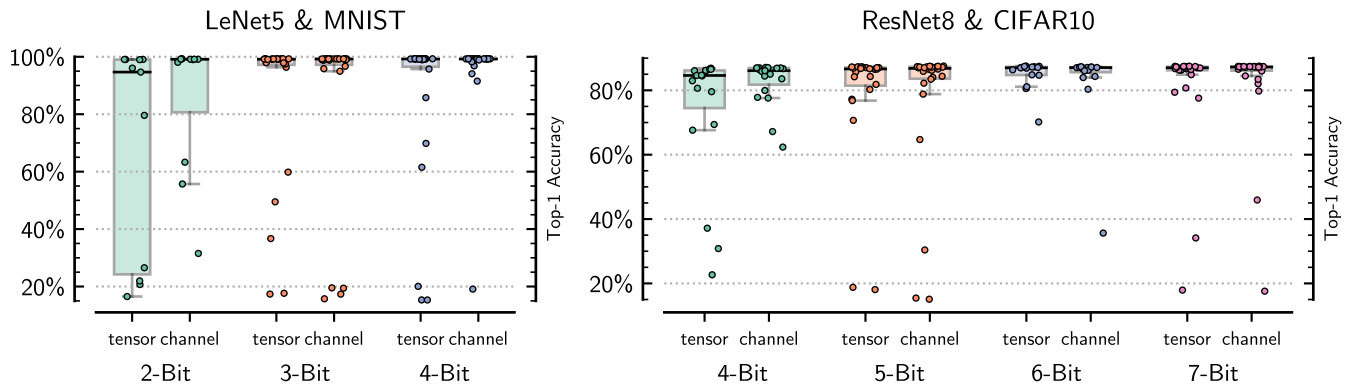 LeNet5 & MNIST
100%
80%
60%
40%
20%
Top-1 Accuracy
tensor channel tensor channel tensor channel
2-Bit 3-Bit 4-Bit
ResNet8 & CIFAR10
80%
60%
40%
20%
Top-1 Accuracy
tensor channel tensor channel tensor channel tensor channel
4-Bit 5-Bit 6-Bit 7-Bit